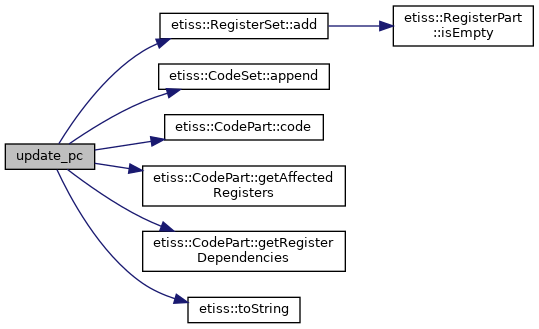 update_pc
etiss::RegisterSet::add
etiss::RegisterPart
::isEmpty
etiss::CodeSet::append
etiss::CodePart::code
etiss::CodePart::getAffected
Registers
etiss::CodePart::getRegister
Dependencies
etiss::toString